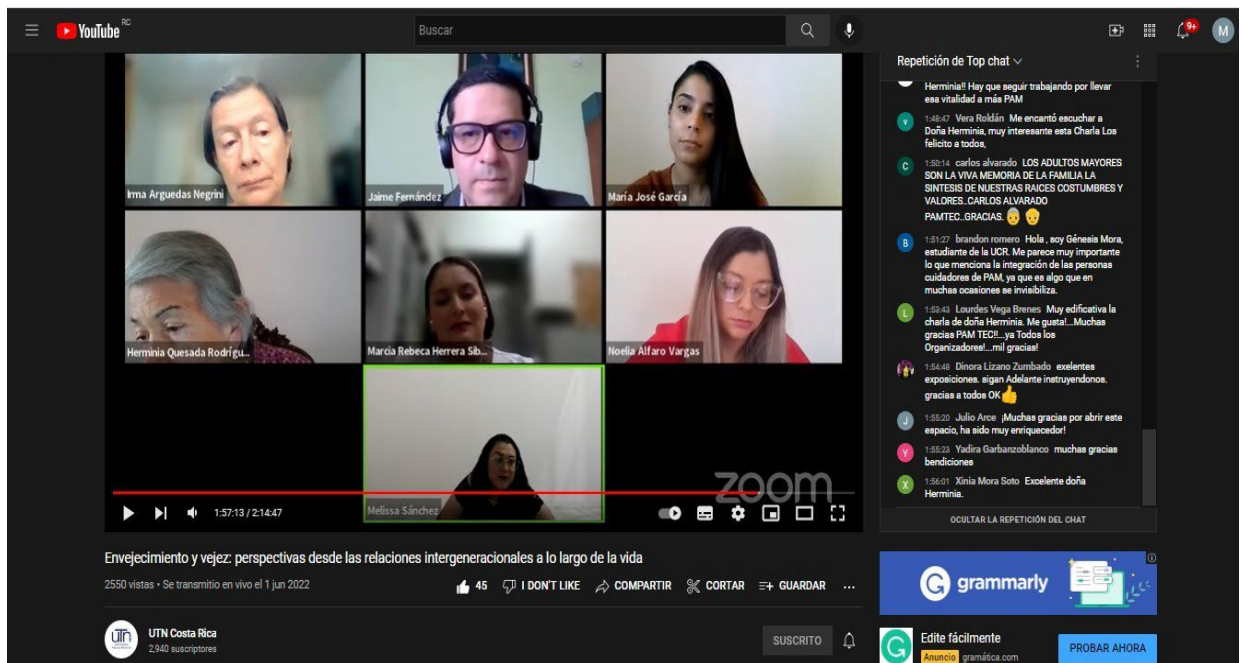 YouTube RC
Buscar
9+
M
Irma Arguedas Negrini
Jaime Fernández
María José García
Herminia Quesada Rodrígu...
Marcia Rebeca Herrera Sib...
Noelia Alfaro Vargas
Melissa Sánchez
zoom
1:57:13 / 2:14:47
Envejecimiento y vejez: perspectivas desde las relaciones intergeneracionales a lo largo de la vida
2550 vistas • Se transmitio en vivo el 1 jun 2022
45 I DON'T LIKE COMPARTIR CORTAR GUARDAR ...
utn
UTN Costa Rica
2,940 suscriptores
SUSCRITO
Repetición de Top chat
Herminia!! Hay que seguir trabajando por llevar
esa vitalidad a más PAM
V
1:48:47 Vera Roldán Me encantó escuchar a
Doña Herminia, muy interesante esta Charla Los
felicito a todos,
C
1:50:14 carlos alvarado LOS ADULTOS MAYORES
SON LA VIVA MEMORIA DE LA FAMILIA LA
SINTESIS DE NUESTRAS RAICES COSTUMBRES Y
VALORES..CARLOS ALVARADO
PAMTEC..GRACIAS.
B
1:51:27 brandon romero Hola , soy Génesis Mora,
estudiante de la UCR. Me parece muy importante
lo que menciona la integración de las personas
cuidadores de PAM, ya que es algo que en
muchas ocasiones se invisibiliza.
L
1:53:43 Lourdes Vega Brenes Muy edificativa la
charla de doña Herminia. Me gusta!...Muchas
gracias PAM TEC!!...ya Todos los
Organizadores!...mil gracias!
1:54:48 Dinora Lizano Zumbado exelentes
exposiciones. sigan Adelante instruyendonos.
gracias a todos OK
J
1:55:20 Julio Arce ¡Muchas gracias por abrir este
espacio, ha sido muy enriquecedor!
Y
1:55:23 Yadira Garbanzoblanco muchas gracias
bendiciones
X
1:56:01 Xinia Mora Soto Excelente doña
Herminia.
OCULTAR LA REPETICIÓN DEL CHAT
G grammarly
G
Edite fácilmente
Anuncio gramática.com
PROBAR AHORA